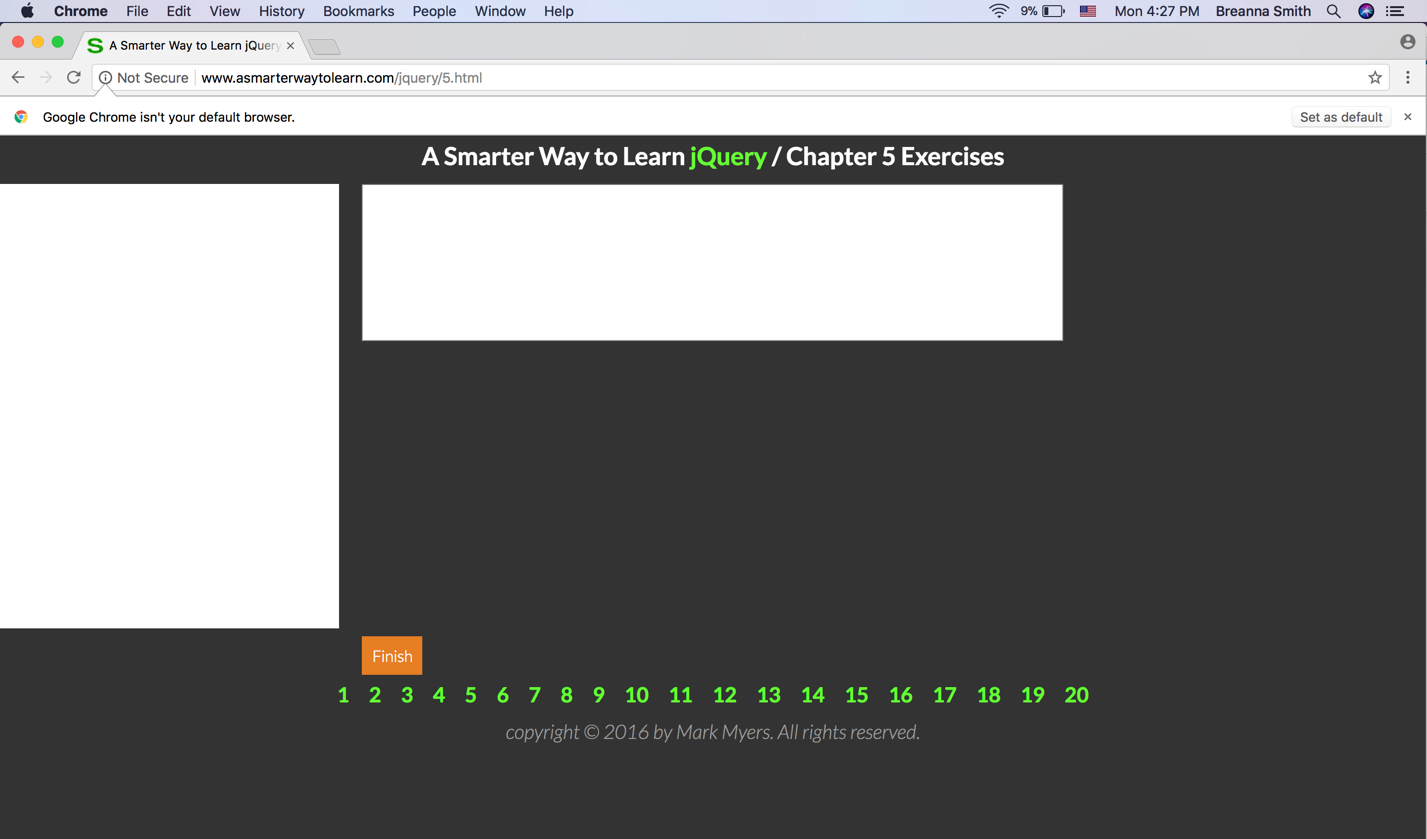 Chrome File Edit View History Bookmarks People Window Help 9% Mon 4:27 PM Breanna Smith
A Smarter Way to Learn jQuery
Not Secure www.asmarterwaytolearn.com/jquery/5.html
Google Chrome isn't your default browser. Set as default
A Smarter Way to Learn jQuery / Chapter 5 Exercises
Finish
1 2 3 4 5 6 7 8 9 10 11 12 13 14 15 16 17 18 19 20
copyright © 2016 by Mark Myers. All rights reserved.